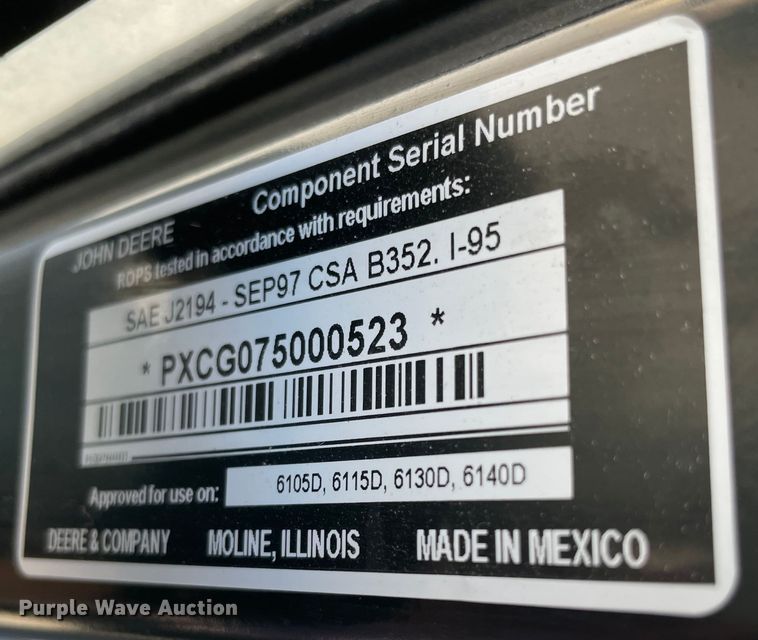 JOHN DEERE
Component Serial Number
ROPS tested in accordance with requirements:
SAE J2194 - SEP97 CSA B352. I-95
* PXCG075000523 *
Approved for use on:
6105D, 6115D, 6130D, 6140D
DEERE & COMPANY MOLINE, ILLINOIS MADE IN MEXICO
Purple Wave Auction